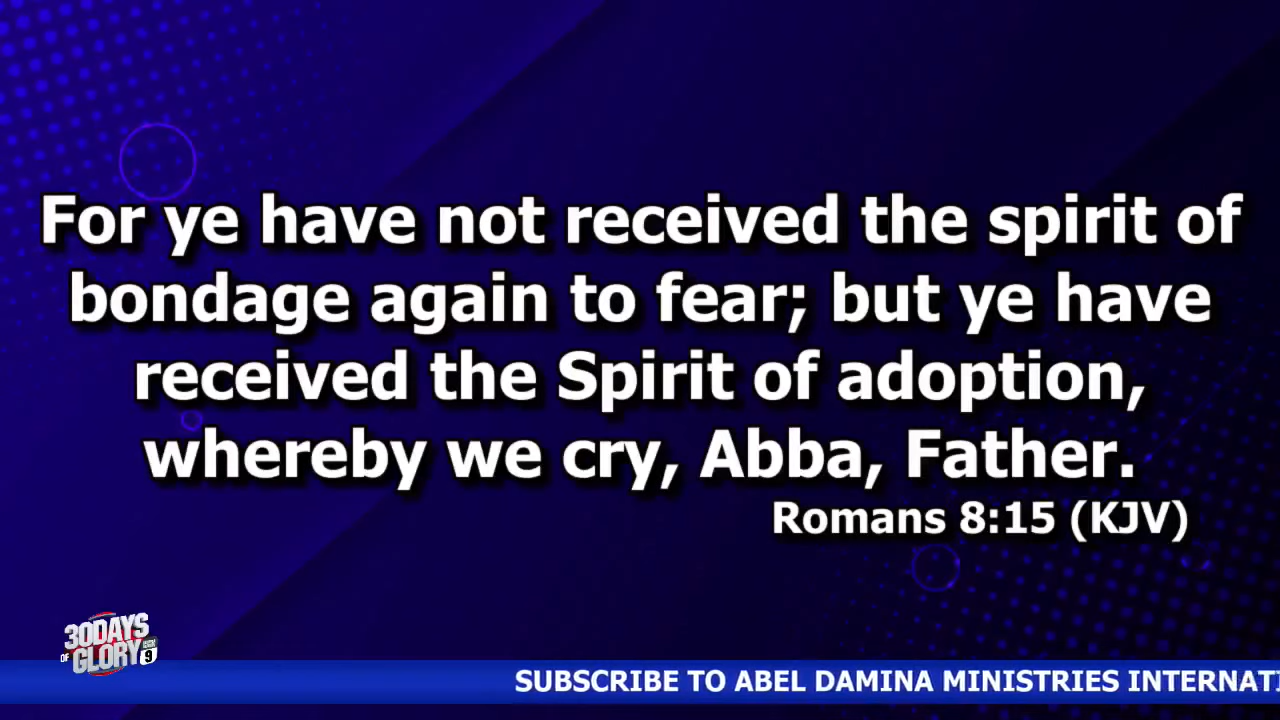 For ye have not received the spirit of
bondage again to fear; but ye have
received the Spirit of adoption,
whereby we cry, Abba, Father.
Romans 8:15 (KJV)
30DAYS
OF GLORY 9
SUBSCRIBE TO ABEL DAMINA MINISTRIES INTERNATI